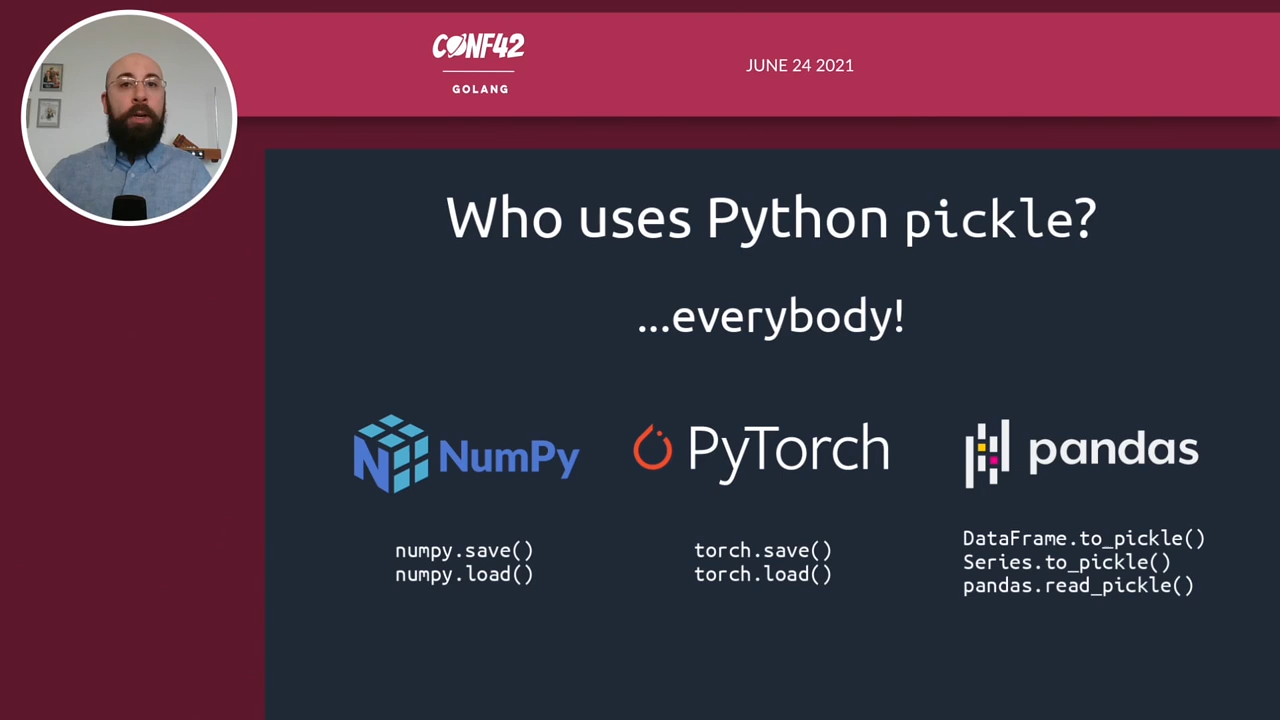 CONF42
GOLANG
JUNE 24 2021
Who uses Python pickle?
...everybody!
NumPy
PyTorch
pandas
numpy.save()
numpy.load()
torch.save()
torch.load()
DataFrame.to_pickle()
Series.to_pickle()
pandas.read_pickle()